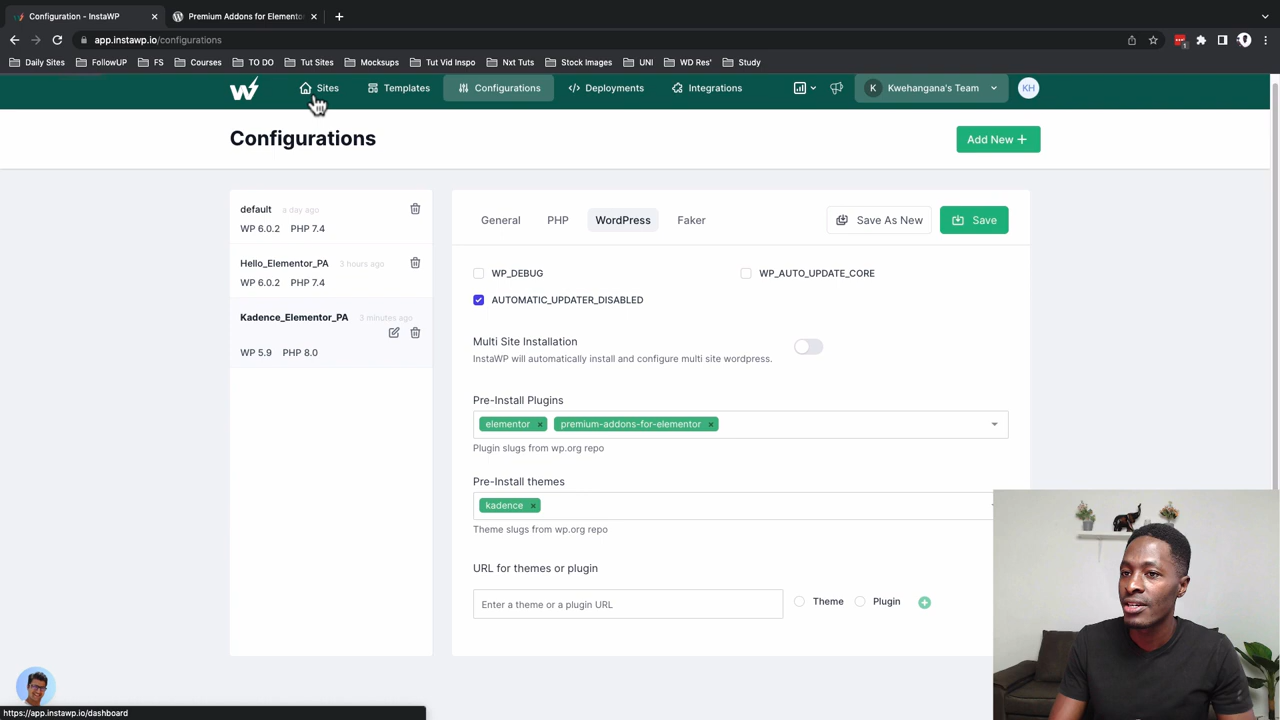 Configuration - InstaWP
Premium Addons for Elemento
app.instawp.io/configurations
Daily Sites FollowUP FS Courses TO DO Tut Sites Mocksups Tut Vid Inspo Nxt Tuts Stock Images UNI WD Res' Study
W Sites Templates Configurations Deployments Integrations K Kwehangana's Team KH
Configurations
Add New +
default a day ago
WP 6.0.2 PHP 7.4
Hello_Elementor_PA 3 hours ago
WP 6.0.2 PHP 7.4
Kadence_Elementor_PA 3 minutes ago
WP 5.9 PHP 8.0
General PHP WordPress Faker Save As New Save
WP_DEBUG WP_AUTO_UPDATE_CORE
AUTOMATIC_UPDATER_DISABLED
Multi Site Installation
InstaWP will automatically install and configure multi site wordpress.
Pre-Install Plugins
elementor × premium-addons-for-elementor ×
Plugin slugs from wp.org repo
Pre-Install themes
kadence ×
Theme slugs from wp.org repo
URL for themes or plugin
Enter a theme or a plugin URL Theme Plugin
https://app.instawp.io/dashboard